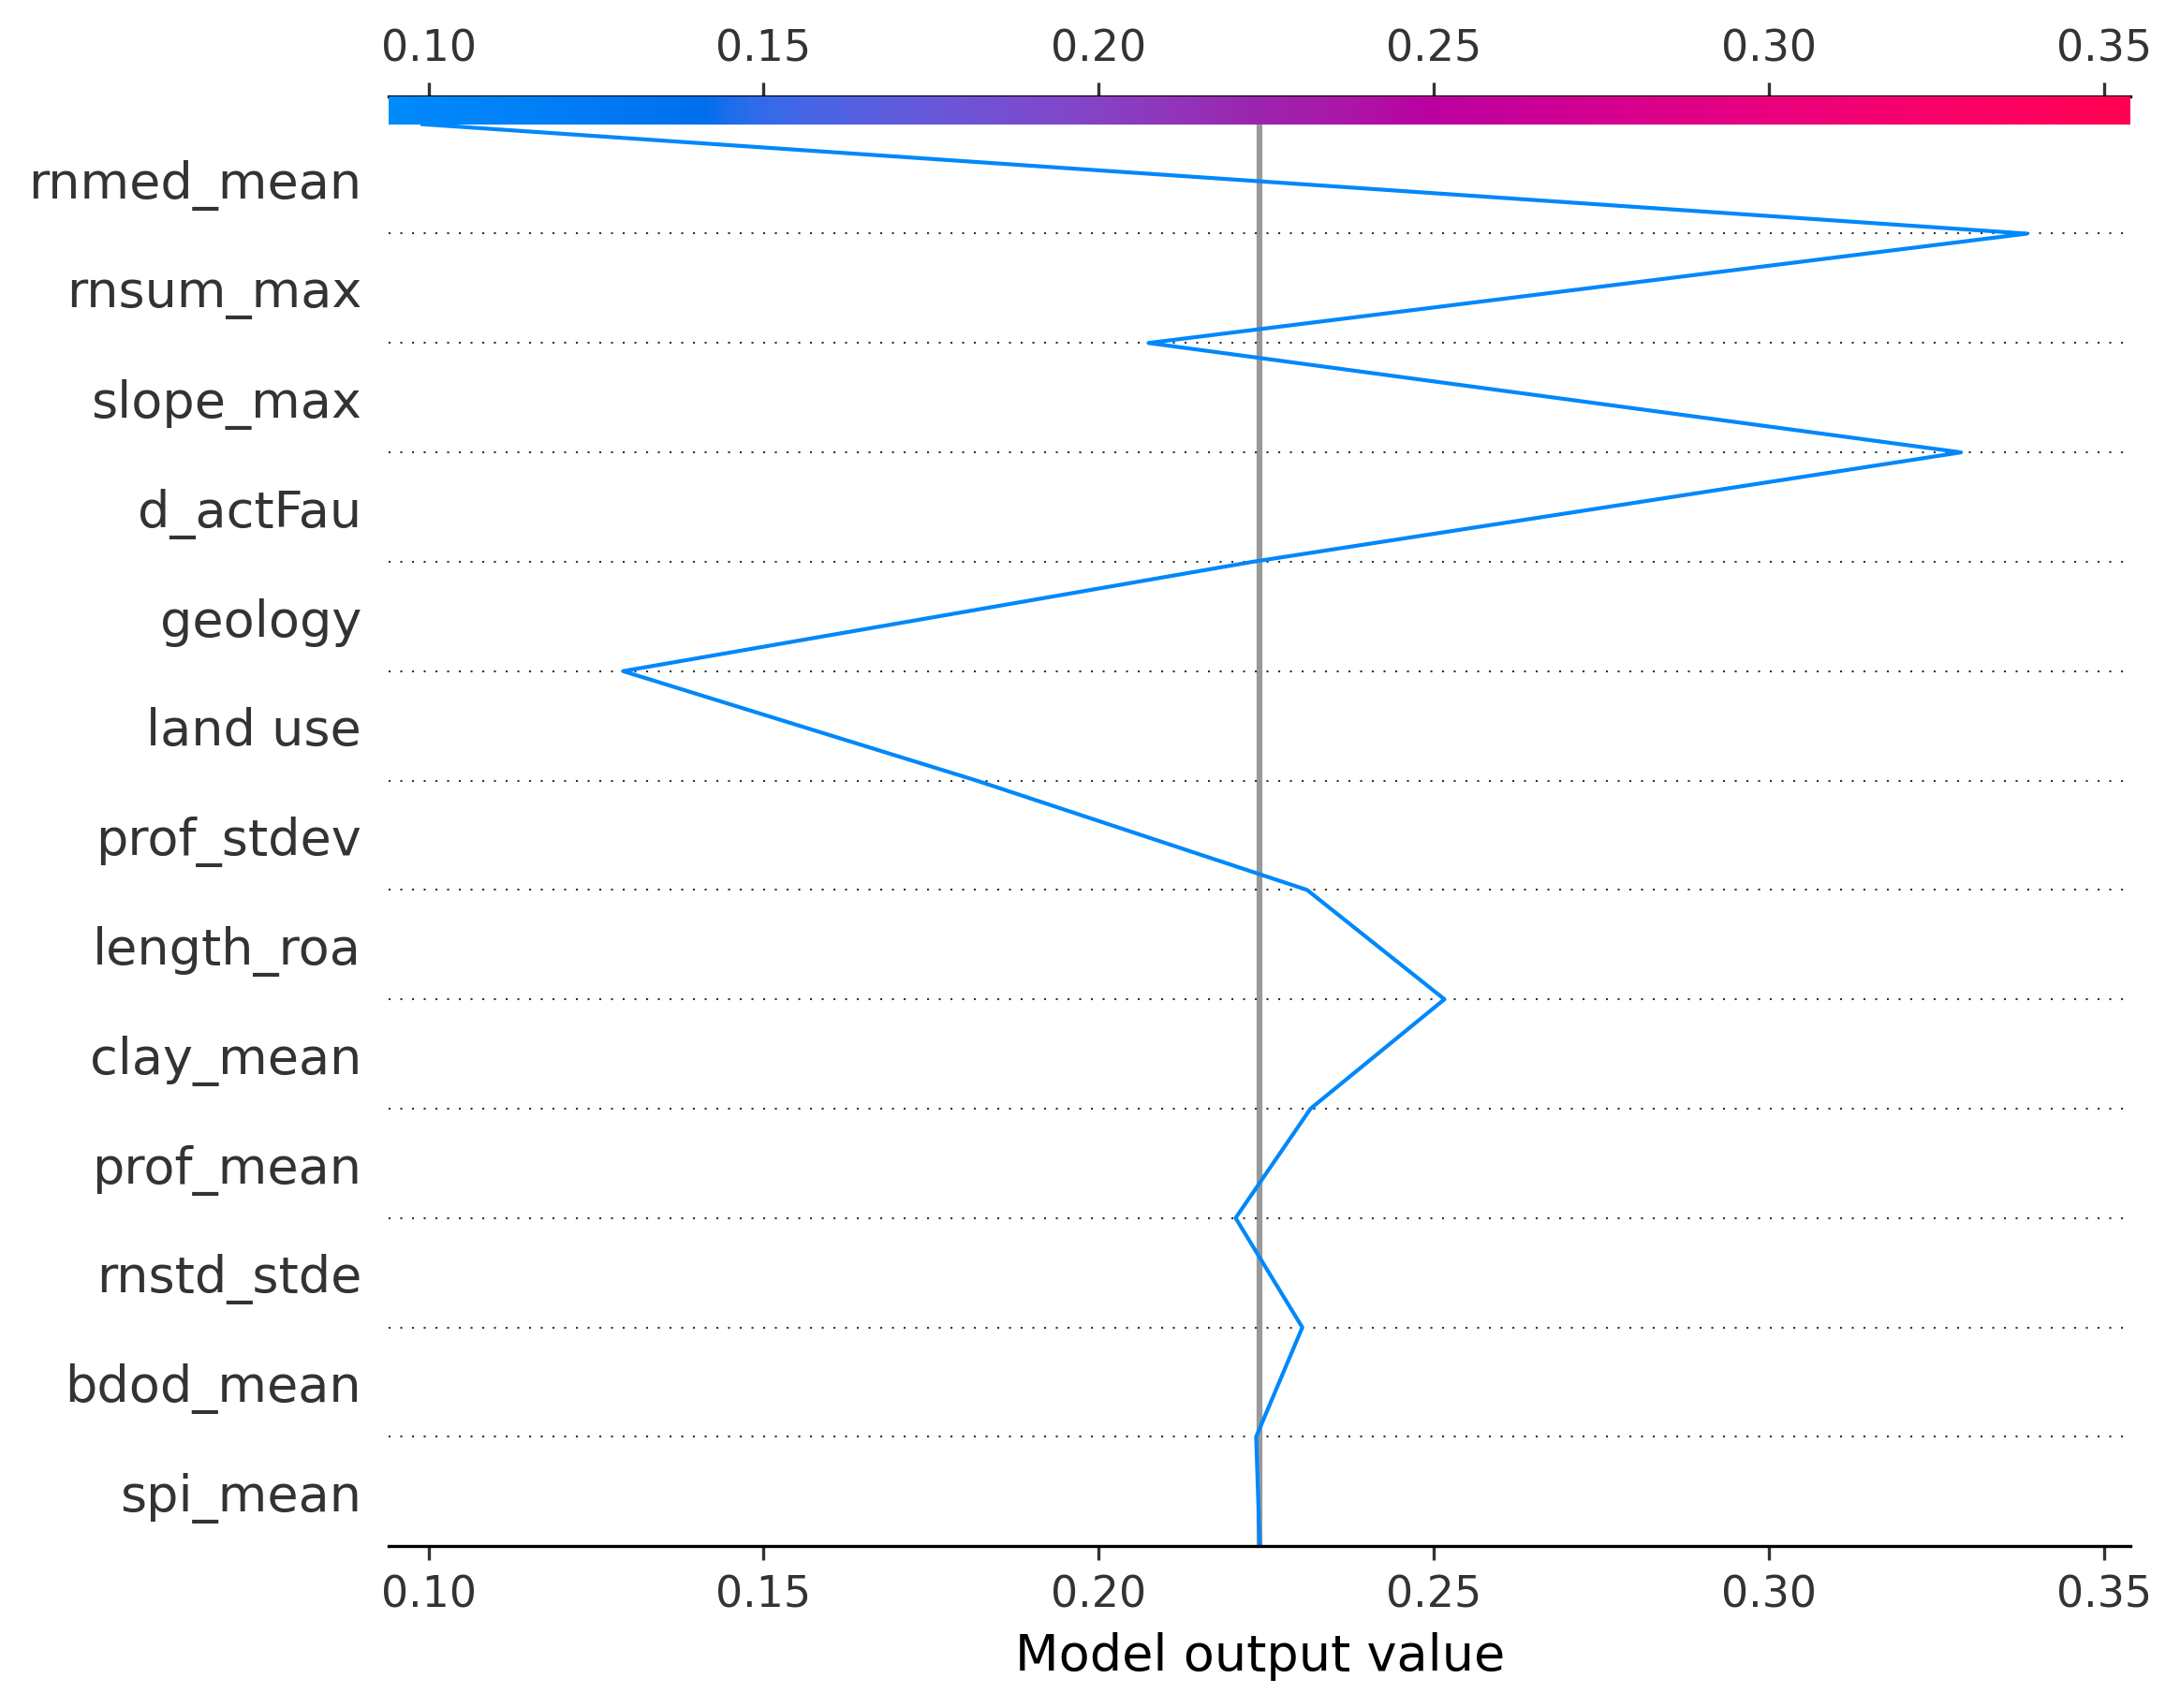 0.10 0.15 0.20 0.25 0.30 0.35
rnmed_mean
rnsum_max
slope_max
d_actFau
geology
land use
prof_stdev
length_roa
clay_mean
prof_mean
rnstd_stde
bdod_mean
spi_mean
0.10 0.15 0.20 0.25 0.30 0.35
Model output value